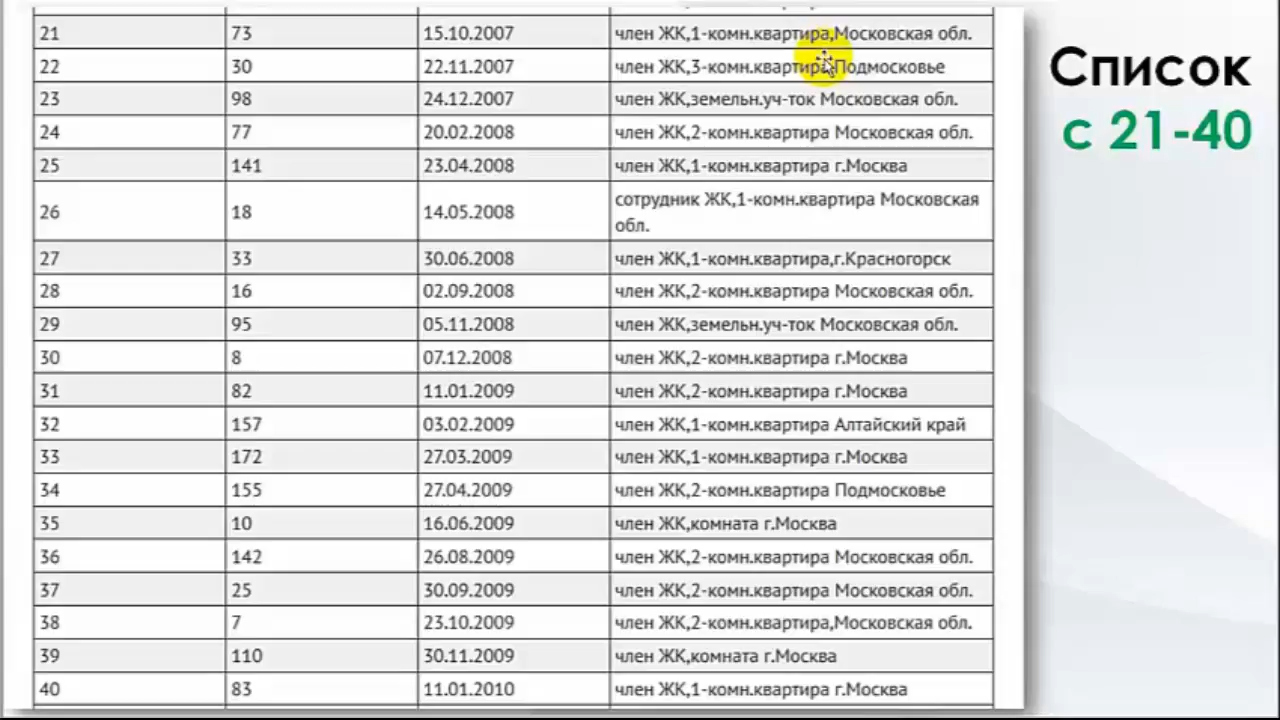 21 73 15.10.2007 член ЖК,1-комн.квартира,Московская обл.
22 30 22.11.2007 член ЖК,3-комн.квартира,Подмосковье
23 98 24.12.2007 член ЖК,земельн.уч-ток Московская обл.
24 77 20.02.2008 член ЖК,2-комн.квартира Московская обл.
25 141 23.04.2008 член ЖК,1-комн.квартира г.Москва
26 18 14.05.2008 сотрудник ЖК,1-комн.квартира Московская
обл.
27 33 30.06.2008 член ЖК,1-комн.квартира,г.Красногорск
28 16 02.09.2008 член ЖК,2-комн.квартира Московская обл.
29 95 05.11.2008 член ЖК,земельн.уч-ток Московская обл.
30 8 07.12.2008 член ЖК,2-комн.квартира г.Москва
31 82 11.01.2009 член ЖК,2-комн.квартира г.Москва
32 157 03.02.2009 член ЖК,1-комн.квартира Алтайский край
33 172 27.03.2009 член ЖК,1-комн.квартира г.Москва
34 155 27.04.2009 член ЖК,2-комн.квартира Подмосковье
35 10 16.06.2009 член ЖК,комната г.Москва
36 142 26.08.2009 член ЖК,2-комн.квартира Московская обл.
37 25 30.09.2009 член ЖК,2-комн.квартира Московская обл.
38 7 23.10.2009 член ЖК,2-комн.квартира,Московская обл.
39 110 30.11.2009 член ЖК,комната г.Москва
40 83 11.01.2010 член ЖК,1-комн.квартира г.Москва
Список
с 21-40